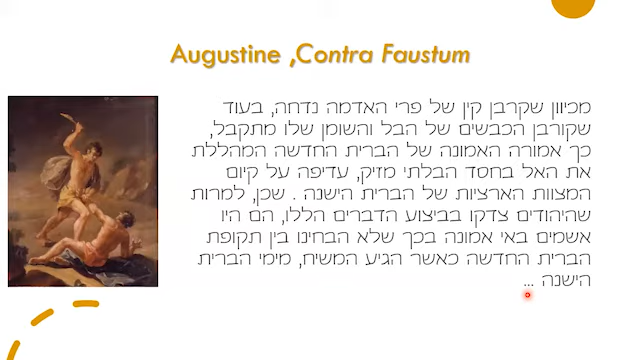 Augustine ,Contra Faustum
מכיוון שקרבן קין של פרי האדמה נדחה, בעוד
שקורבן הכבשים של הבל והשומן שלו מתקבל,
כך אמורה האמונה של הברית החדשה המהללת
את האל בחסד הבלתי מזיק, עדיפה על קיום
המצוות הארציות של הברית הישנה . שכן, למרות
שהיהודים צדקו בביצוע הדברים הללו, הם היו
אשמים באי אמונה בכך שלא הבחינו בין תקופת
הברית החדשה כאשר הגיע המשיח, מימי הברית
הישנה ...